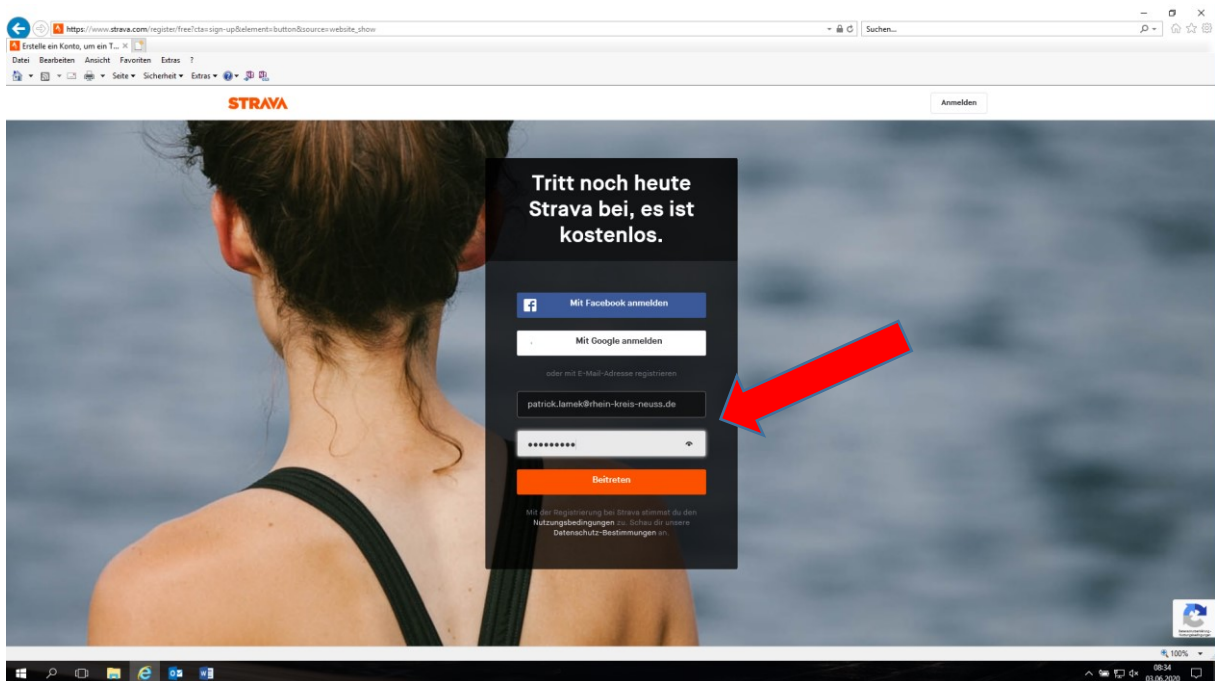 https://www.strava.com/register/free?cta=sign-up&element=button&source=website_show
Suchen...
Erstelle ein Konto, um ein T...
Datei Bearbeiten Ansicht Favoriten Extras ?
Seite Sicherheit Extras
STRAVA
Anmelden
Tritt noch heute
Strava bei, es ist
kostenlos.
Mit Facebook anmelden
Mit Google anmelden
oder mit E-Mail-Adresse registrieren
patrick.lamek@rhein-kreis-neuss.de
Beitreten
Mit der Registrierung bei Strava stimmst du den
Nutzungsbedingungen zu. Schau dir unsere
Datenschutz-Bestimmungen an.
100%
08:34
03.06.2020